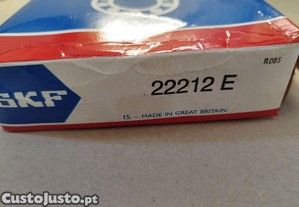 SKF
22212 E
R085
15 - MADE IN GREAT BRITAIN
CustoJusto.pt